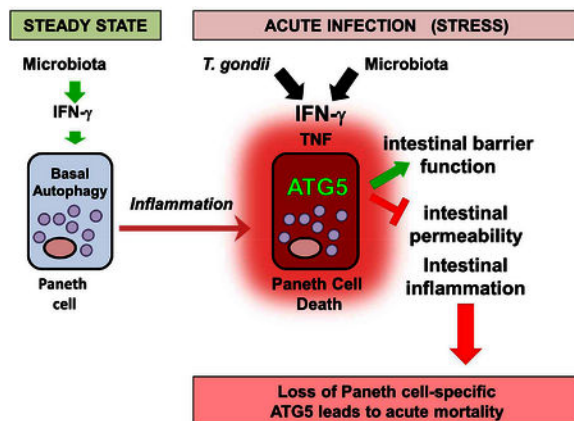 STEADY STATE
Microbiota
IFN-γ
Basal
Autophagy
Paneth
cell
Inflammation
ACUTE INFECTION (STRESS)
T. gondii
Microbiota
IFN-γ
TNF
ATG5
Paneth Cell
Death
intestinal barrier
function
intestinal
permeability
Intestinal
inflammation
Loss of Paneth cell-specific
ATG5 leads to acute mortality